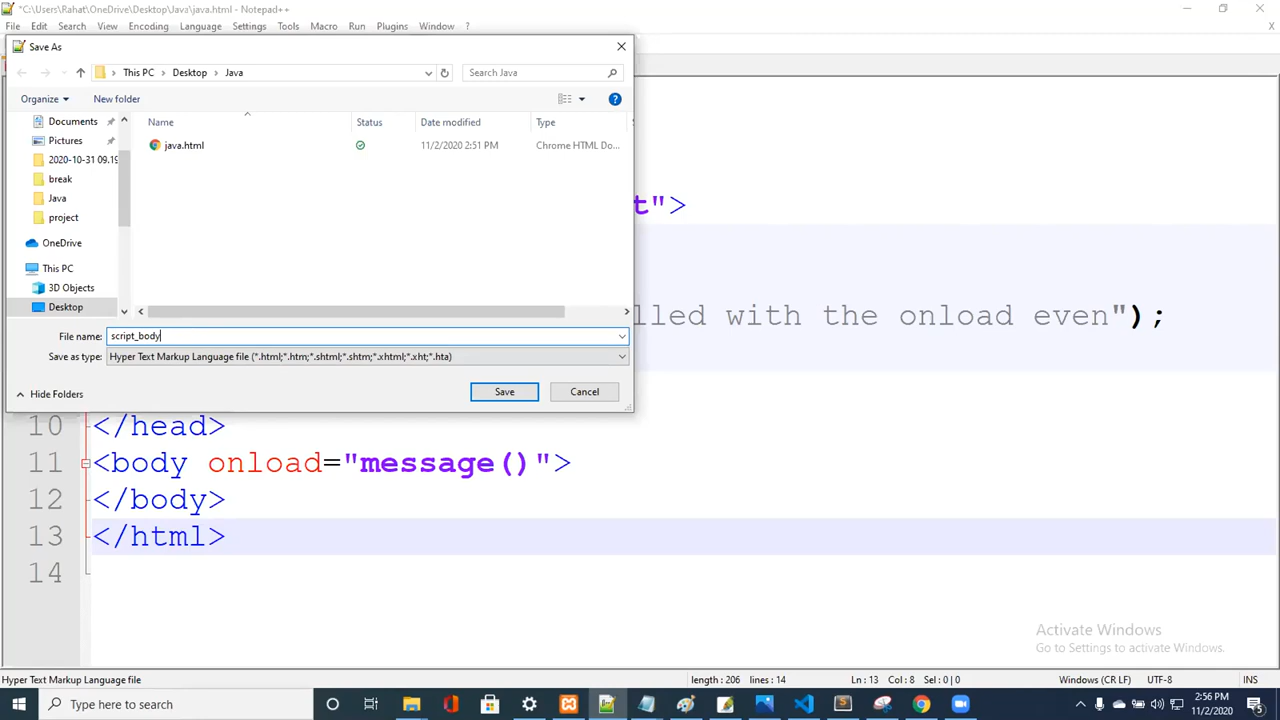 *C:\Users\Rahat\OneDrive\Desktop\Java\java.html - Notepad++
File Edit Search View Encoding Language Settings Tools Macro Run Plugins Window ?
X
Save As
This PC > Desktop > Java
Search Java
Organize New folder
Name Status Date modified Type
Documents
Pictures
2020-10-31 09.19
break
Java
project
OneDrive
This PC
3D Objects
Desktop
java.html 11/2/2020 2:51 PM Chrome HTML Do...
File name: script_body
Save as type: Hyper Text Markup Language file (*.html;*.htm;*.shtml;*.shtm;*.xhtml;*.xht;*.hta)
Hide Folders Save Cancel
t">
lled with the onload even");
10 </head>
11 <body onload="message()">
12 </body>
13 </html>
14
Activate Windows
Go to Settings to activate Windows.
Hyper Text Markup Language file length : 206 lines : 14 Ln : 13 Col : 8 Sel : 0 | 0 Windows (CR LF) UTF-8 INS
Type here to search
2:56 PM
11/2/2020
5